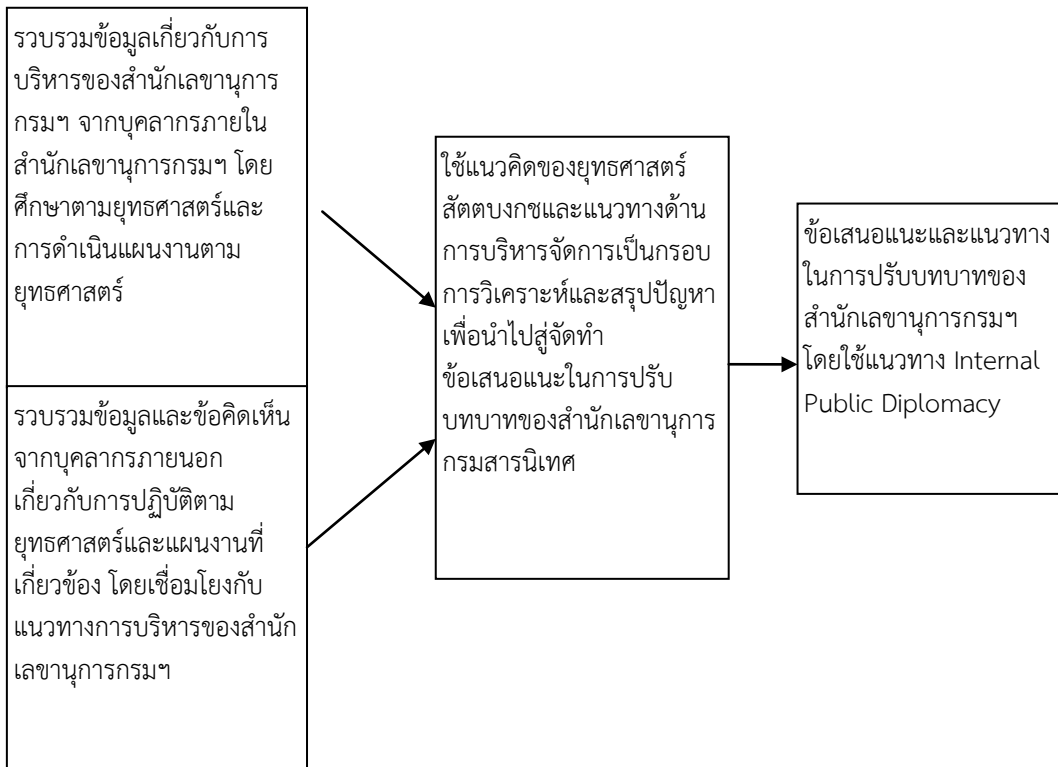 รวบรวมข้อมูลเกี่ยวกับการ
บริหารของสำนักเลขานุการ
กรมฯ จากบุคลากรภายใน
สำนักเลขานุการกรมฯ โดย
ศึกษาตามยุทธศาสตร์และ
การดำเนินแผนงานตาม
ยุทธศาสตร์
รวบรวมข้อมูลและข้อคิดเห็น
จากบุคลากรภายนอก
เกี่ยวกับการปฏิบัติตาม
ยุทธศาสตร์และแผนงานที่
เกี่ยวข้อง โดยเชื่อมโยงกับ
แนวทางการบริหารของสำนัก
เลขานุการกรมฯ
ใช้แนวคิดของยุทธศาสตร์
สัตตบงกชและแนวทางด้าน
การบริหารจัดการเป็นกรอบ
การวิเคราะห์และสรุปปัญหา
เพื่อนำไปสู่จัดทำ
ข้อเสนอแนะในการปรับ
บทบาทของสำนักเลขานุการ
กรมสารนิเทศ
ข้อเสนอแนะและแนวทาง
ในการปรับบทบาทของ
สำนักเลขานุการกรมฯ
โดยใช้แนวทาง Internal
Public Diplomacy